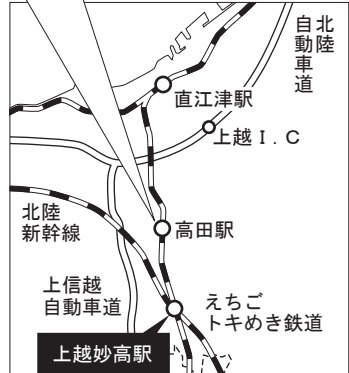 北陸
自動車道
直江津駅
上越I.C
北陸
新幹線
高田駅
上信越
自動車道
えちご
トキめき鉄道
上越妙高駅